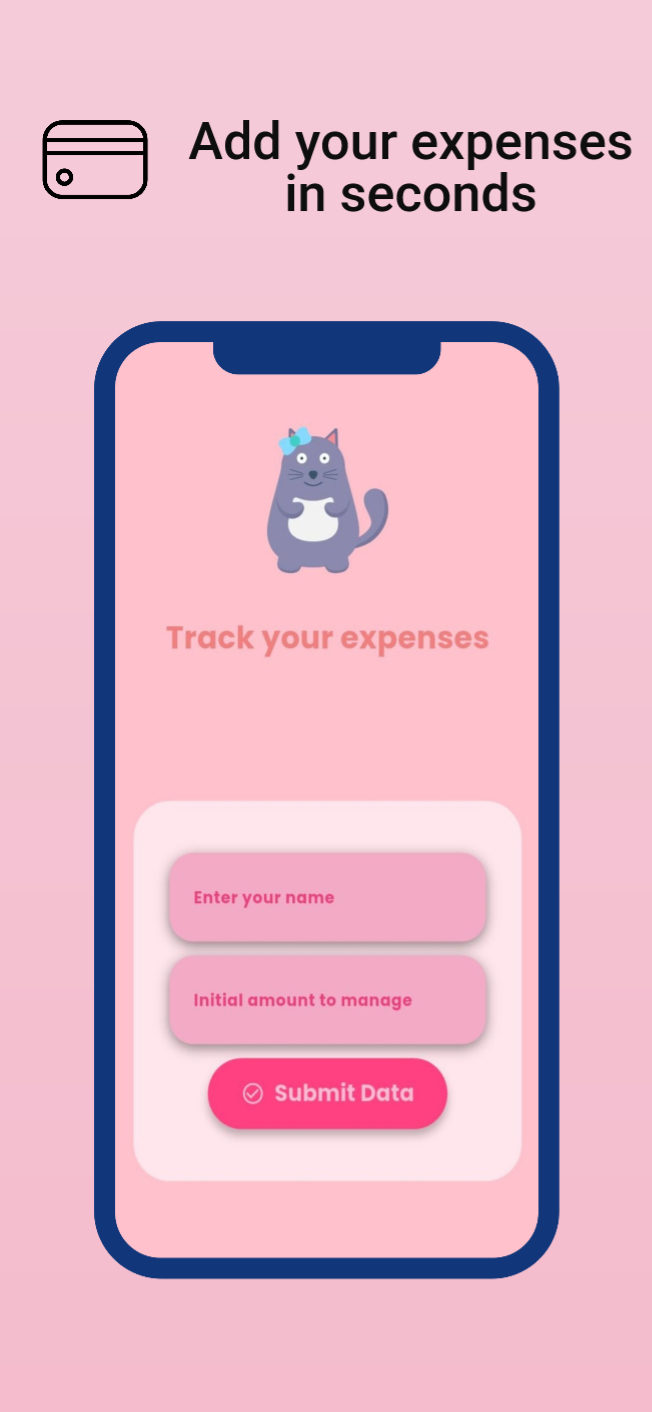 Add your expenses
in seconds
Track your expenses
Enter your name
Initial amount to manage
Submit Data